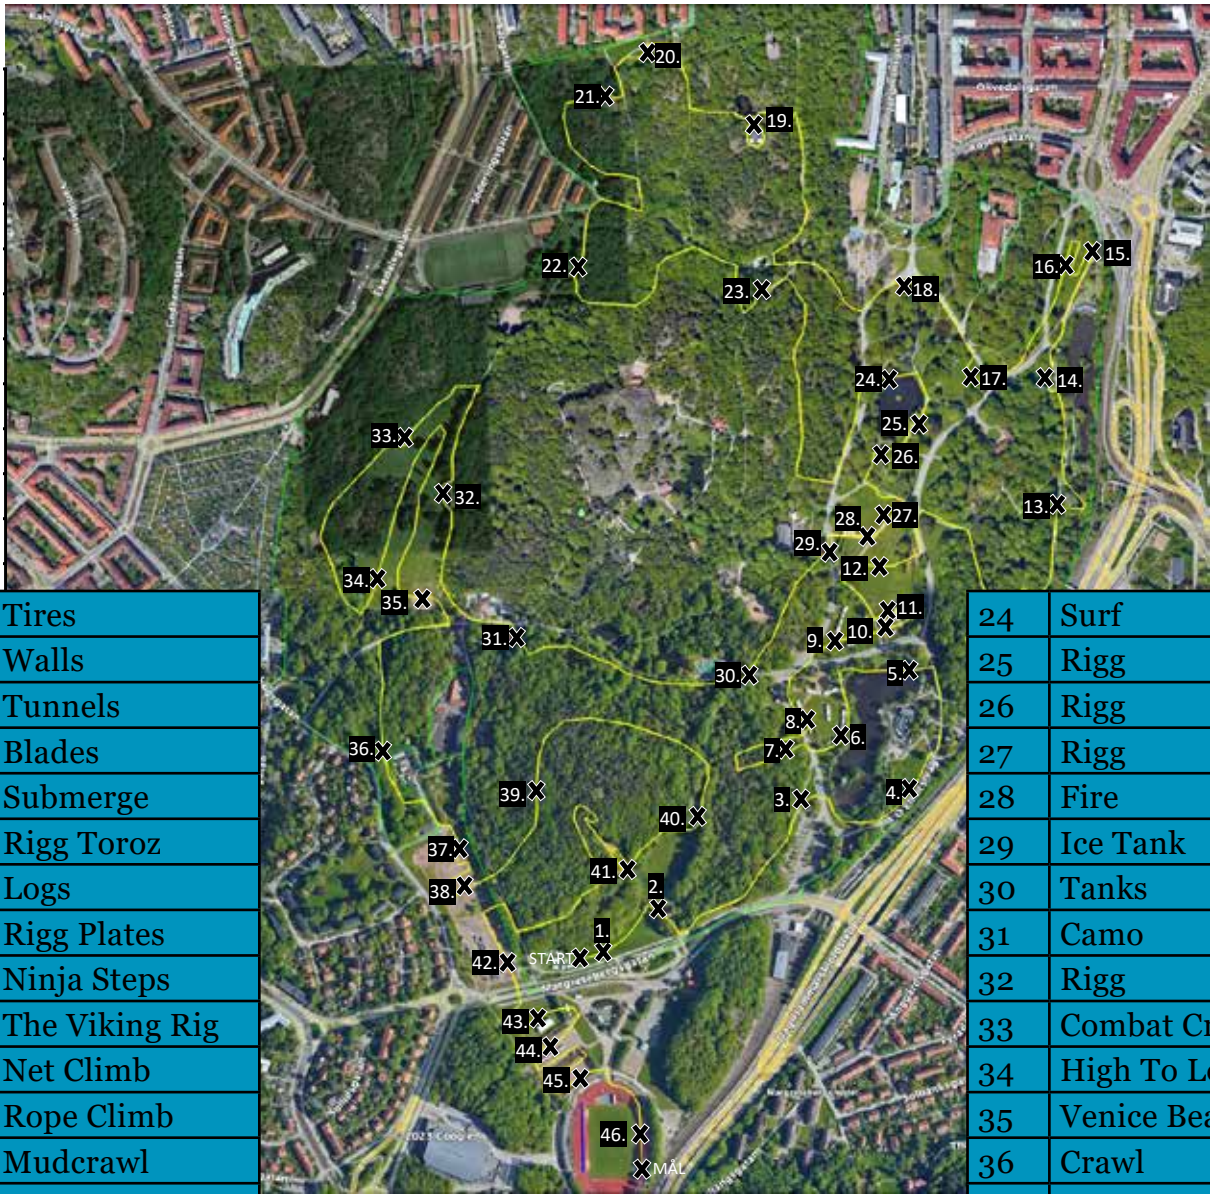 20.
21.
19.
22.
23.
18.
16.
15.
24.
17.
14.
25.
26.
33.
32.
13.
28.
27.
29.
12.
34.
35.
11.
10.
9.
31.
30.
5.
8.
6.
7.
36.
3.
4.
39.
40.
37.
38.
41.
2.
1.
START
42.
43.
44.
45.
46.
MÅL
Tires
Walls
Tunnels
Blades
Submerge
Rigg Toroz
Logs
Rigg Plates
Ninja Steps
The Viking Rig
Net Climb
Rope Climb
Mudcrawl
24 Surf
25 Rigg
26 Rigg
27 Rigg
28 Fire
29 Ice Tank
30 Tanks
31 Camo
32 Rigg
33 Combat Cr
34 High To Lo
35 Venice Bea
36 Crawl